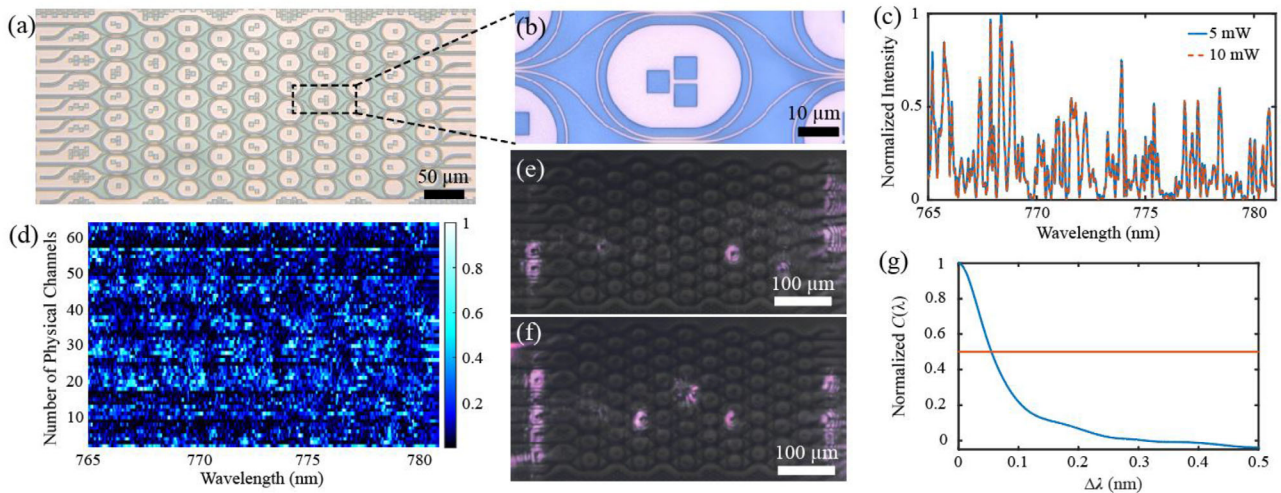 (a)
50 µm
(b)
10 µm
(c)
Normalized Intensity
1
0.5
0
765
770
775
780
Wavelength (nm)
5 mW
10 mW
(d)
Number of Physical Channels
60
50
40
30
20
10
765
770
775
780
Wavelength (nm)
1
0.8
0.6
0.4
0.2
(e)
100 µm
(f)
100 µm
(g)
Normalized C(λ)
1
0.8
0.6
0.4
0.2
0
0
0.1
0.2
0.3
0.4
0.5
Δλ (nm)